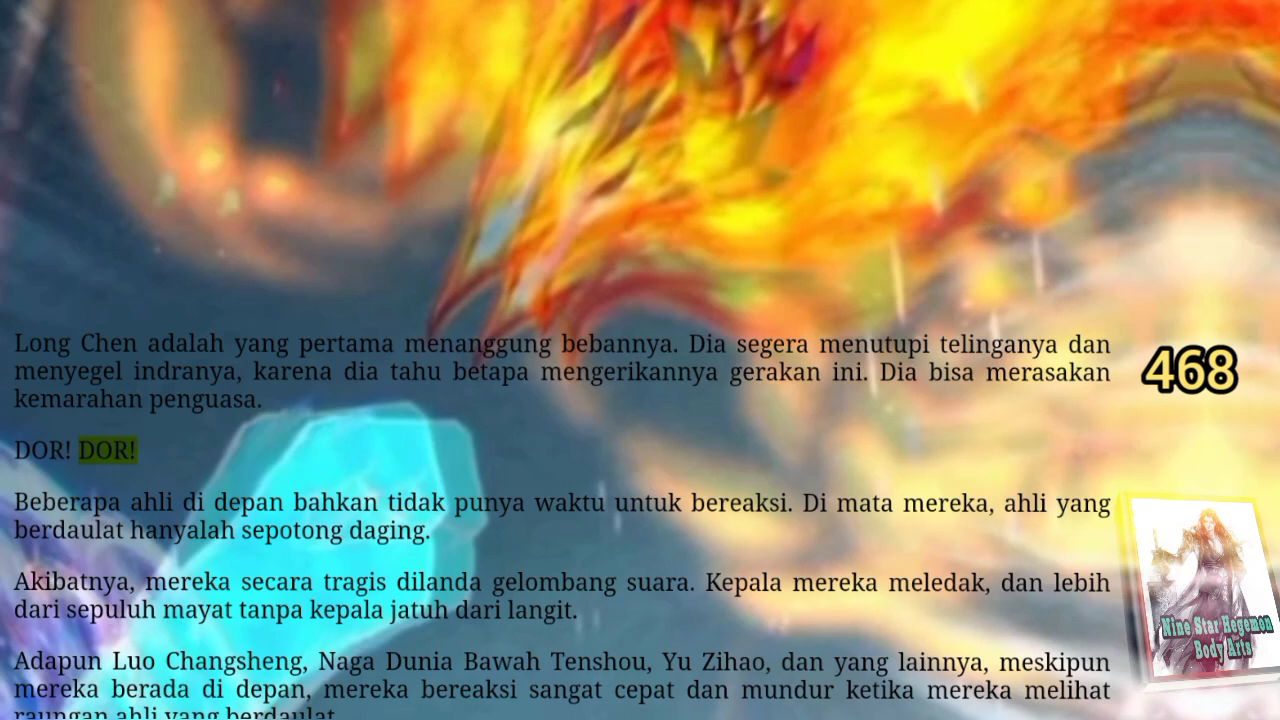 Long Chen adalah yang pertama menanggung bebannya. Dia segera menutupi telinganya dan
menyegel indranya, karena dia tahu betapa mengerikannya gerakan ini. Dia bisa merasakan
kemarahan penguasa.
DOR! DOR!
Beberapa ahli di depan bahkan tidak punya waktu untuk bereaksi. Di mata mereka, ahli yang
berdaulat hanyalah sepotong daging.
Akibatnya, mereka secara tragis dilanda gelombang suara. Kepala mereka meledak, dan lebih
dari sepuluh mayat tanpa kepala jatuh dari langit.
Adapun Luo Changsheng, Naga Dunia Bawah Tenshou, Yu Zihao, dan yang lainnya, meskipun
mereka berada di depan, mereka bereaksi sangat cepat dan mundur ketika mereka melihat
raungan ahli yang berdaulat.
468
Nine Star Hegemon
Body Arts